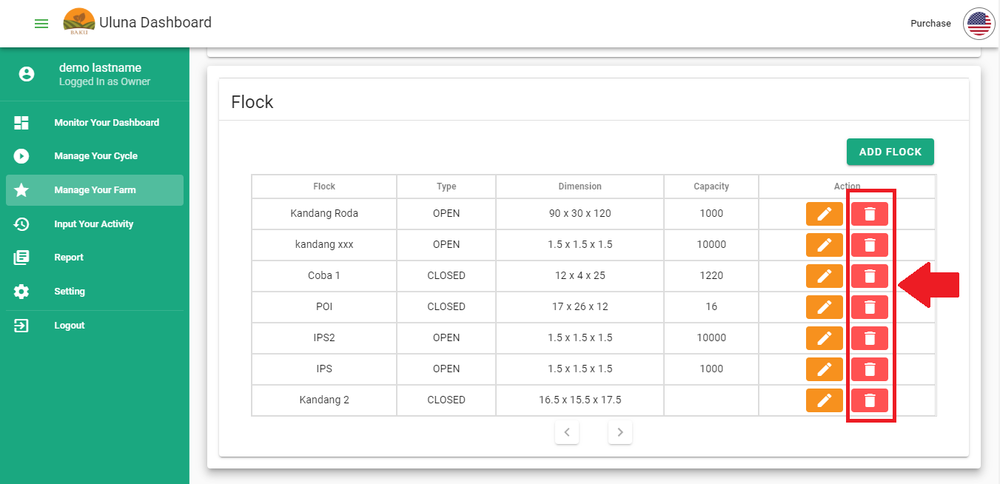 BAKU
Uluna Dashboard
Purchase
demo lastname
Logged In as Owner
Monitor Your Dashboard
Manage Your Cycle
Manage Your Farm
Input Your Activity
Report
Setting
Logout
Flock
ADD FLOCK
Flock Type Dimension Capacity Action
Kandang Roda OPEN 90 x 30 x 120 1000
kandang xxx OPEN 1.5 x 1.5 x 1.5 10000
Coba 1 CLOSED 12 x 4 x 25 1220
POI CLOSED 17 x 26 x 12 16
IPS2 OPEN 1.5 x 1.5 x 1.5 10000
IPS OPEN 1.5 x 1.5 x 1.5 1000
Kandang 2 CLOSED 16.5 x 15.5 x 17.5